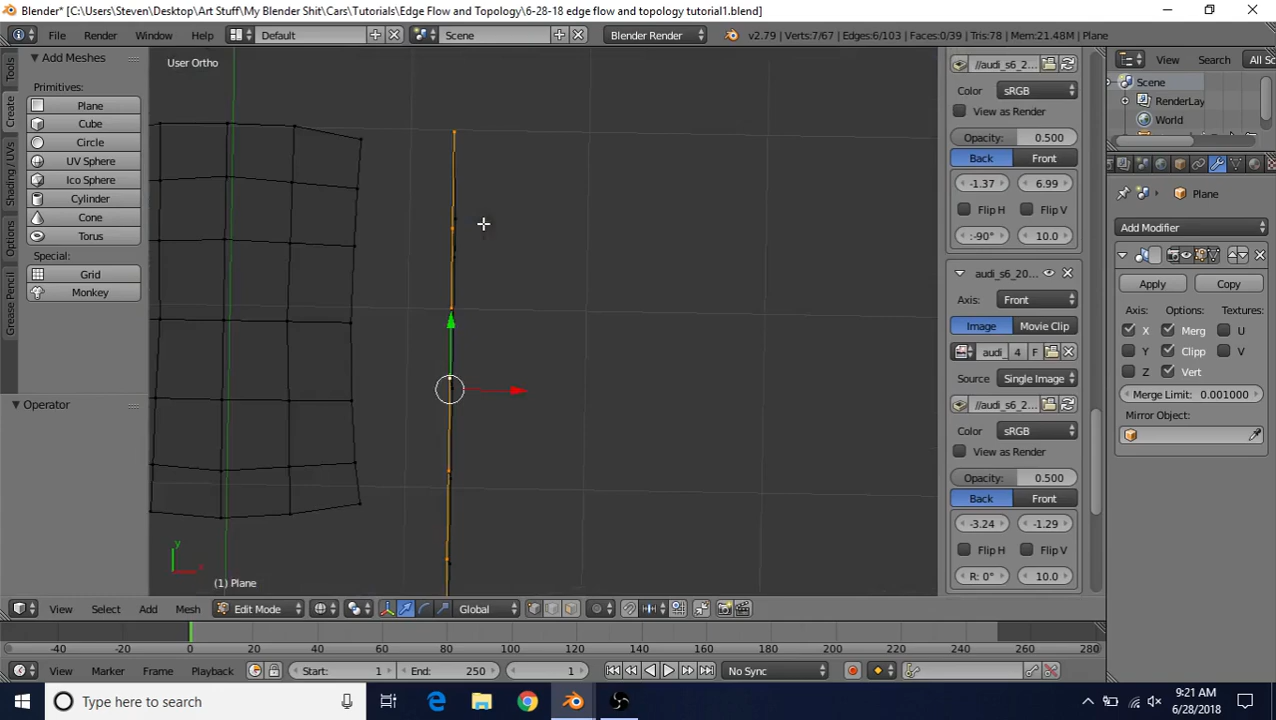 Blender* [C:\Users\Steven\Desktop\Art Stuff\My Blender Shit\Cars\Tutorials\Edge Flow and Topology\6-28-18 edge flow and topology tutorial1.blend]
File Render Window Help Default Scene Blender Render v2.79 | Verts:7/67 | Edges:6/103 | Faces:0/39 | Tris:78 | Mem:21.48M | Plane
Tools
Create
Shading / UVs
Options
Grease Pencil
Add Meshes
Primitives:
Plane
Cube
Circle
UV Sphere
Ico Sphere
Cylinder
Cone
Torus
Special:
Grid
Monkey
Operator
User Ortho
y
x
(1) Plane
//audi_s6_2...
Color sRGB
View as Render
Opacity: 0.500
Back Front
-1.37 6.99
Flip H Flip V
:-90° 10.0
audi_s6_20...
Axis: Front
Image Movie Clip
audi_ 4 F
Source Single Image
//audi_s6_2...
Color: sRGB
View as Render
Opacity: 0.500
Back Front
-3.24 -1.29
Flip H Flip V
R: 0° 10.0
View Search All Sc
Scene
RenderLay
World
Plane
Add Modifier
Apply Copy
Axis: Options: Textures:
X Merg U
Y Clipp V
Z Vert
Merge Limit: 0.001000
Mirror Object:
View Select Add Mesh Edit Mode Global
0 20 40 60 80 100 120 140 160 180 200 220 240 260 280
View Marker Frame Playback Start: 1 End: 250 1 No Sync
Type here to search
9:21 AM
6/28/2018